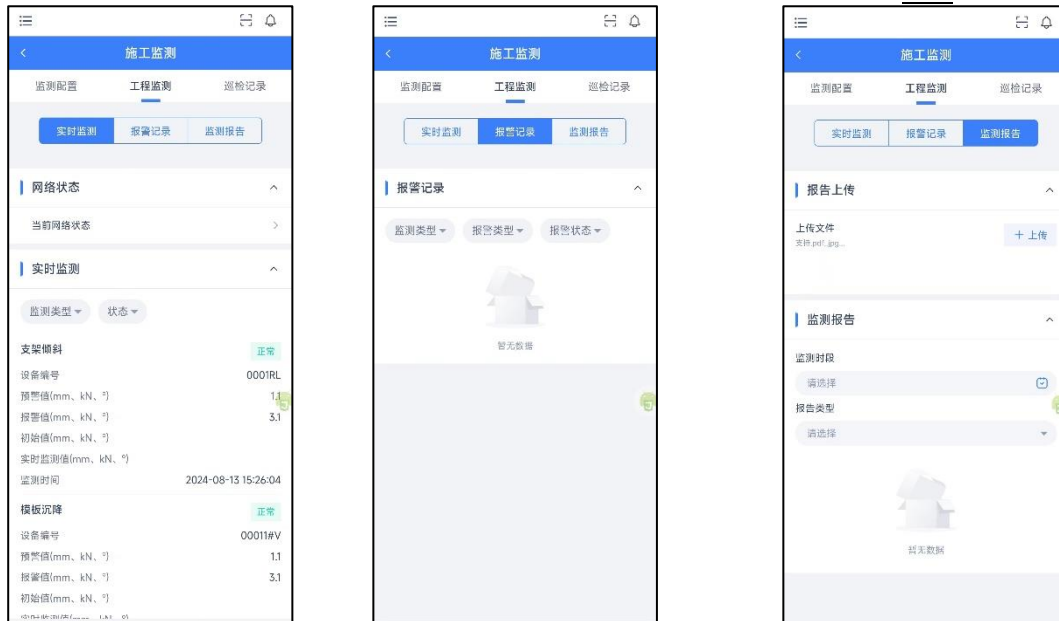 施工监测
监测配置 工程监测 巡检记录
实时监测 报警记录 监测报告
网络状态
当前网络状态
实时监测
监测类型 状态
支架倾斜 正常
设备编号 0001RL
预警值(mm、kN、°) 1.1
报警值(mm、kN、°) 3.1
初始值(mm、kN、°)
实时监测值(mm、kN、°)
监测时间 2024-08-13 15:26:04
模板沉降 正常
设备编号 00011#V
预警值(mm、kN、°) 1.1
报警值(mm、kN、°) 3.1
初始值(mm、kN、°)
实时监测值(mm、kN、°)
施工监测
监测配置 工程监测 巡检记录
实时监测 报警记录 监测报告
报警记录
监测类型 报警类型 报警状态
暂无数据
施工监测
监测配置 工程监测 巡检记录
实时监测 报警记录 监测报告
报告上传
上传文件 + 上传
支持.pdf,.jpg...
监测报告
监测时段
请选择
报告类型
请选择
暂无数据